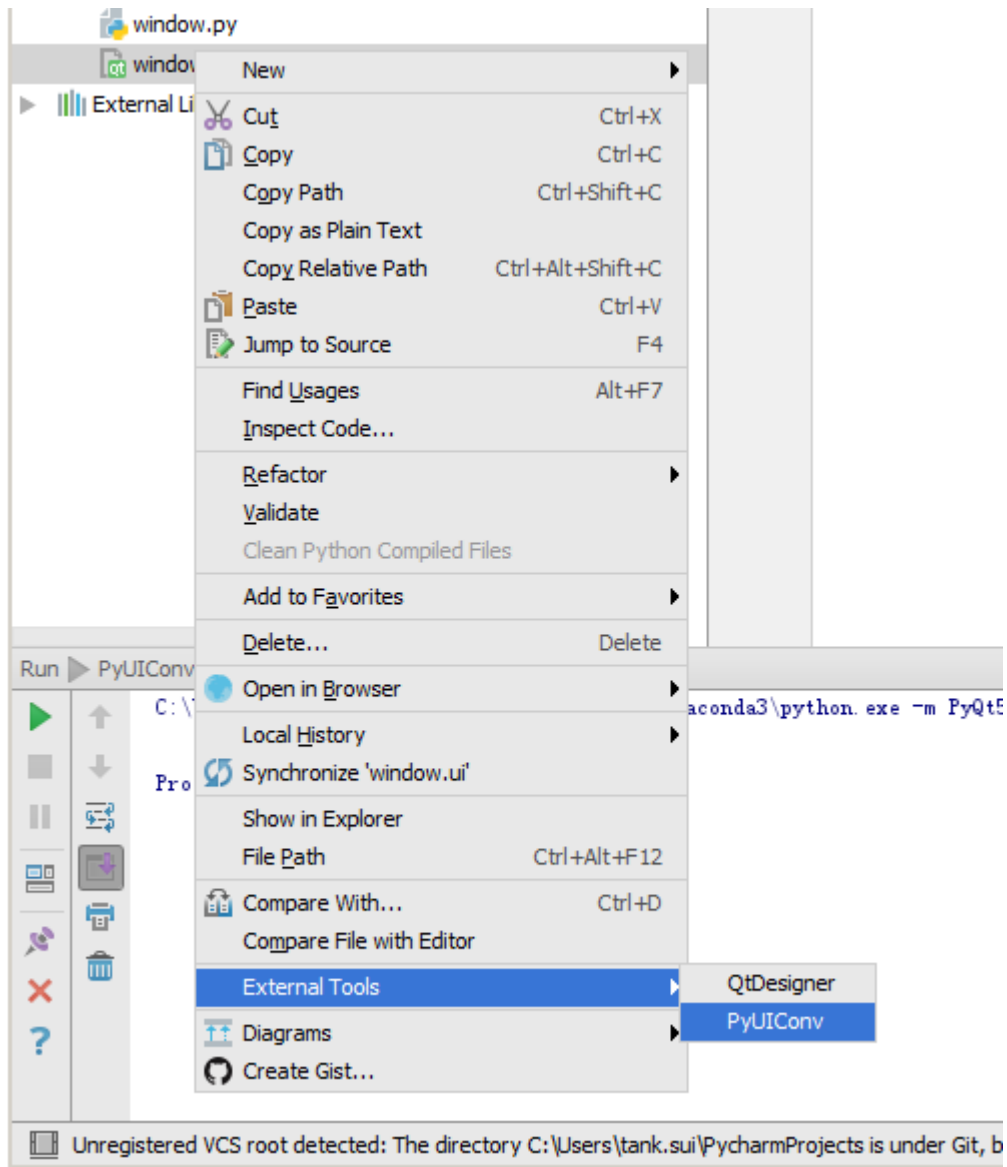 window.py
window
New
External Li
Cut Ctrl+X
Copy Ctrl+C
Copy Path Ctrl+Shift+C
Copy as Plain Text
Copy Relative Path Ctrl+Alt+Shift+C
Paste Ctrl+V
Jump to Source F4
Find Usages Alt+F7
Inspect Code...
Refactor
Validate
Clean Python Compiled Files
Add to Favorites
Delete... Delete
Run PyUIConv
Open in Browser
C:\ aconda3\python.exe -m PyQt5
Local History
Synchronize 'window.ui'
Pro
Show in Explorer
File Path Ctrl+Alt+F12
Compare With... Ctrl+D
Compare File with Editor
External Tools
QtDesigner
PyUIConv
Diagrams
Create Gist...
Unregistered VCS root detected: The directory C:\Users\tank.sui\PycharmProjects is under Git, b